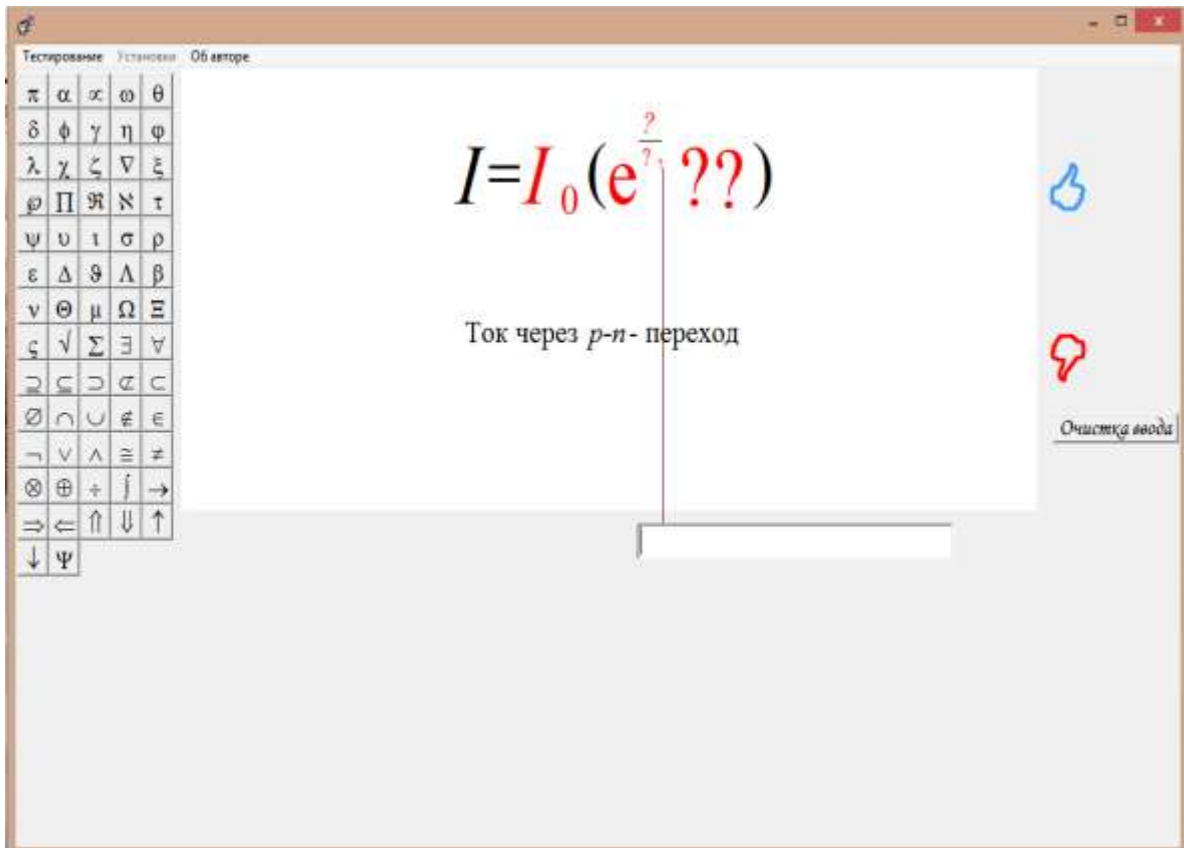 Тестирование Установки Об авторе
π α ∝ ω θ
δ ϕ γ η φ
λ χ ζ ∇ ξ
℘ Π ℜ ℵ τ
ψ υ ι σ ρ
ε Δ ϑ Λ β
ν Θ μ Ω Ξ
ς √ Σ ∃ ∀
⊇ ⊆ ⊃ ⊄ ⊂
∅ ∩ ∪ ∉ ∈
¬ ∨ ∧ ≅ ≠
⊗ ⊕ ÷ ∫ →
⇒ ⇐ ⇑ ⇓ ↑
↓ Ψ
I=I₀(e^(?/??) ??)
Ток через p-n- переход
Очистка ввода